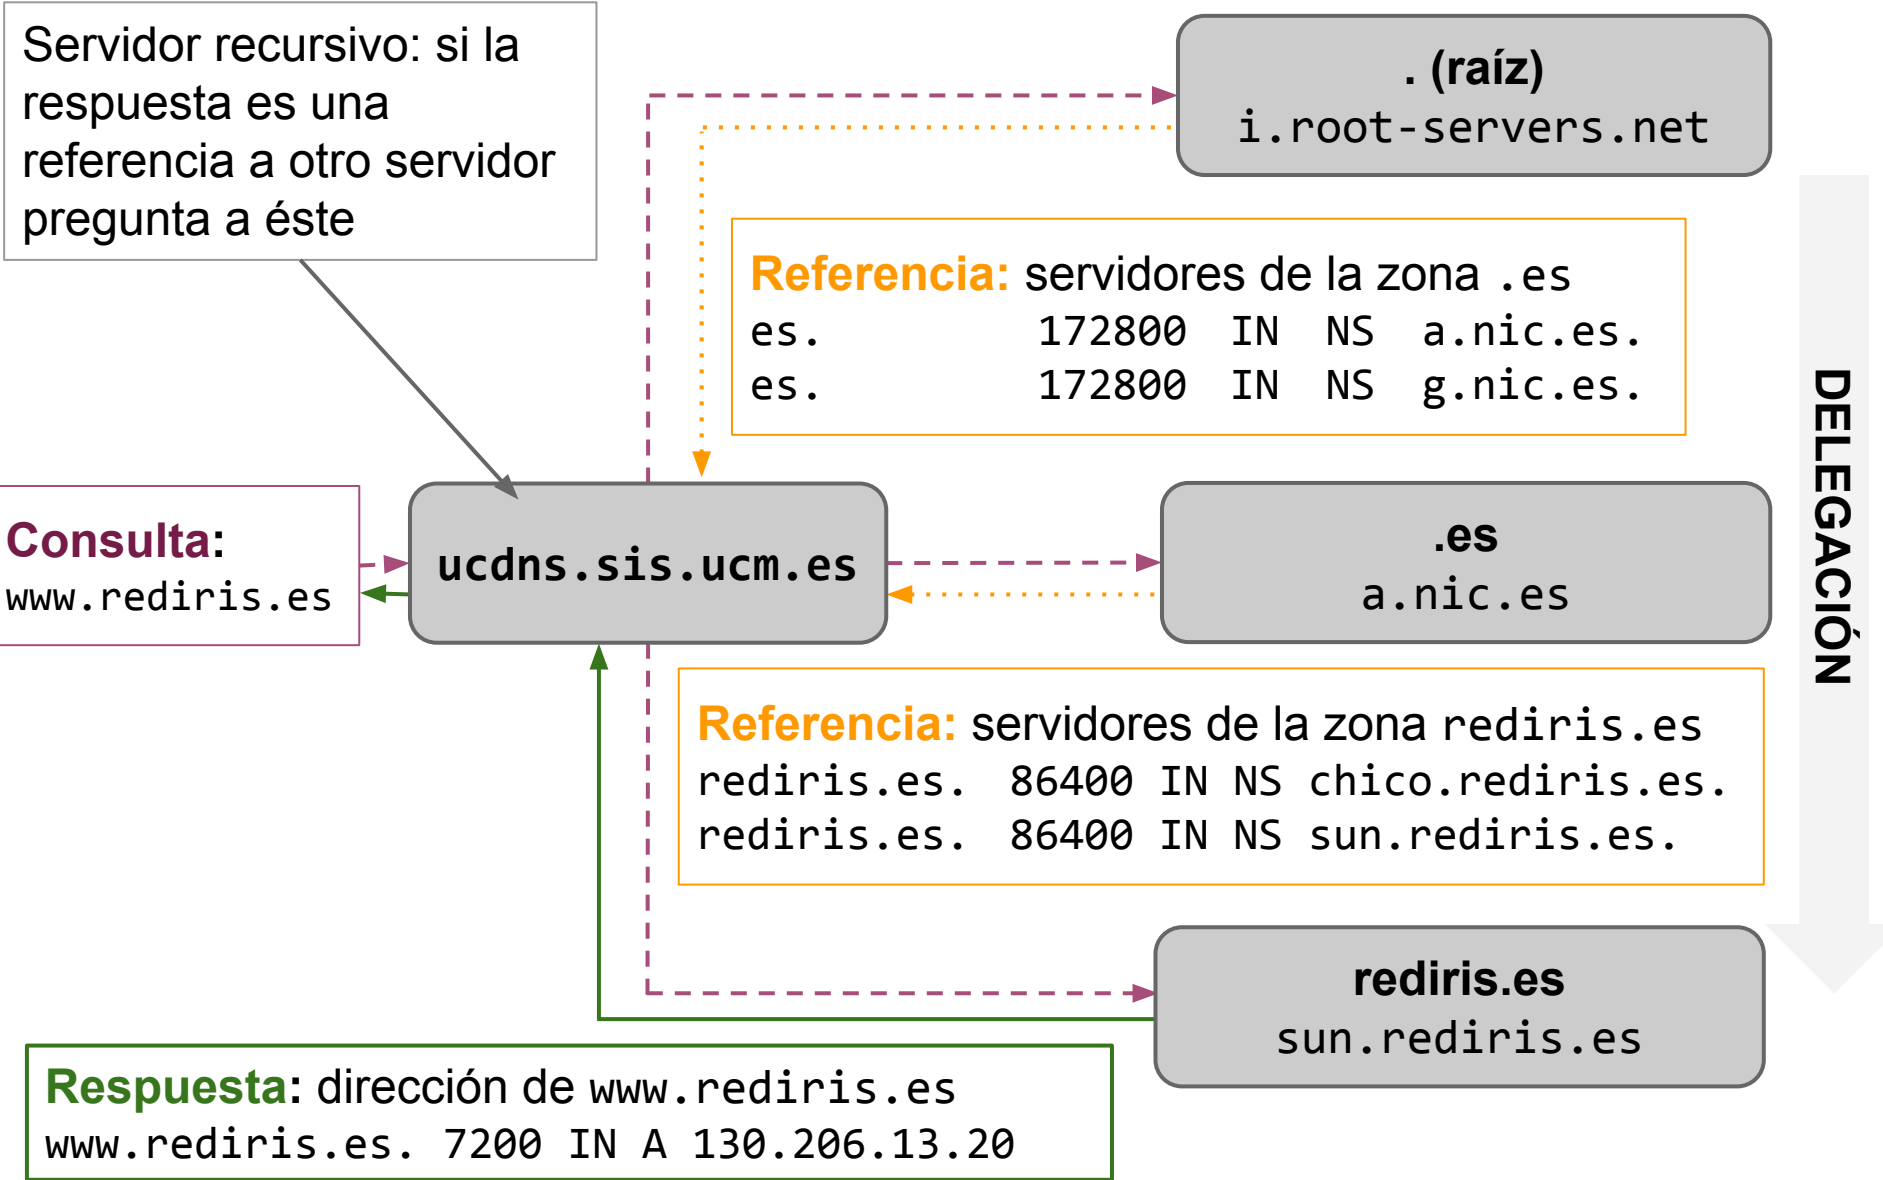 Servidor recursivo: si la
respuesta es una
referencia a otro servidor
pregunta a éste
. (raíz)
i.root-servers.net
Referencia: servidores de la zona .es
es. 172800 IN NS a.nic.es.
es. 172800 IN NS g.nic.es.
DELEGACIÓN
Consulta:
www.rediris.es
ucdns.sis.ucm.es
.es
a.nic.es
Referencia: servidores de la zona rediris.es
rediris.es. 86400 IN NS chico.rediris.es.
rediris.es. 86400 IN NS sun.rediris.es.
rediris.es
sun.rediris.es
Respuesta: dirección de www.rediris.es
www.rediris.es. 7200 IN A 130.206.13.20